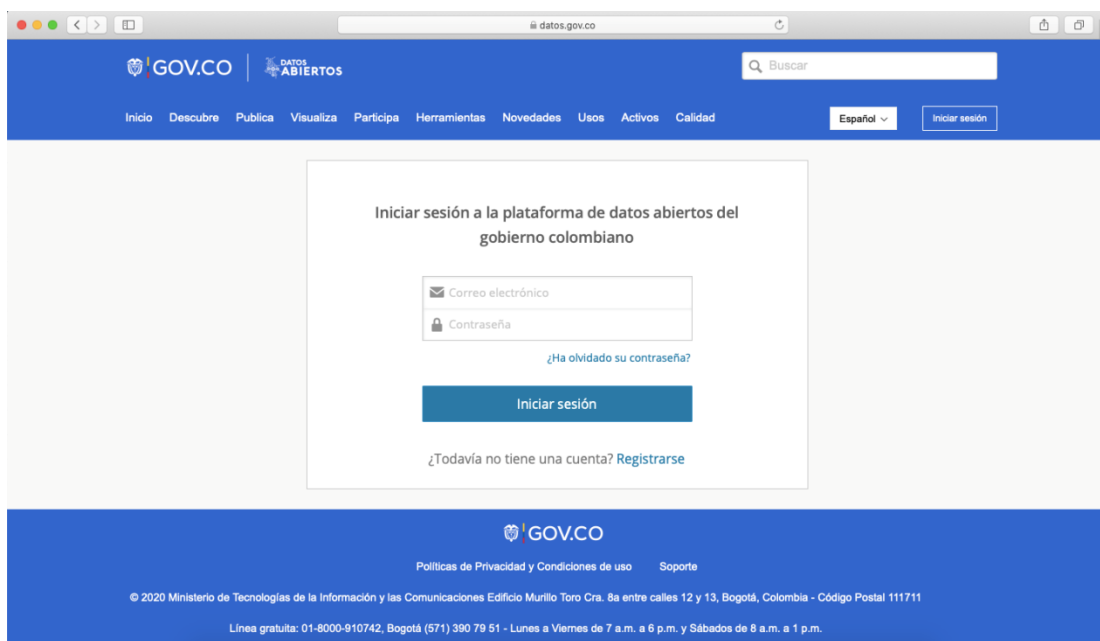 datos.gov.co
GOV.CO
DATOS ABIERTOS
Buscar
Inicio Descubre Publica Visualiza Participa Herramientas Novedades Usos Activos Calidad
Español
Iniciar sesión
Iniciar sesión a la plataforma de datos abiertos del
gobierno colombiano
Correo electrónico
Contraseña
¿Ha olvidado su contraseña?
Iniciar sesión
¿Todavía no tiene una cuenta? Registrarse
GOV.CO
Políticas de Privacidad y Condiciones de uso Soporte
© 2020 Ministerio de Tecnologías de la Información y las Comunicaciones Edificio Murillo Toro Cra. 8a entre calles 12 y 13, Bogotá, Colombia - Código Postal 111711
Línea gratuita: 01-8000-910742, Bogotá (571) 390 79 51 - Lunes a Viernes de 7 a.m. a 6 p.m. y Sábados de 8 a.m. a 1 p.m.